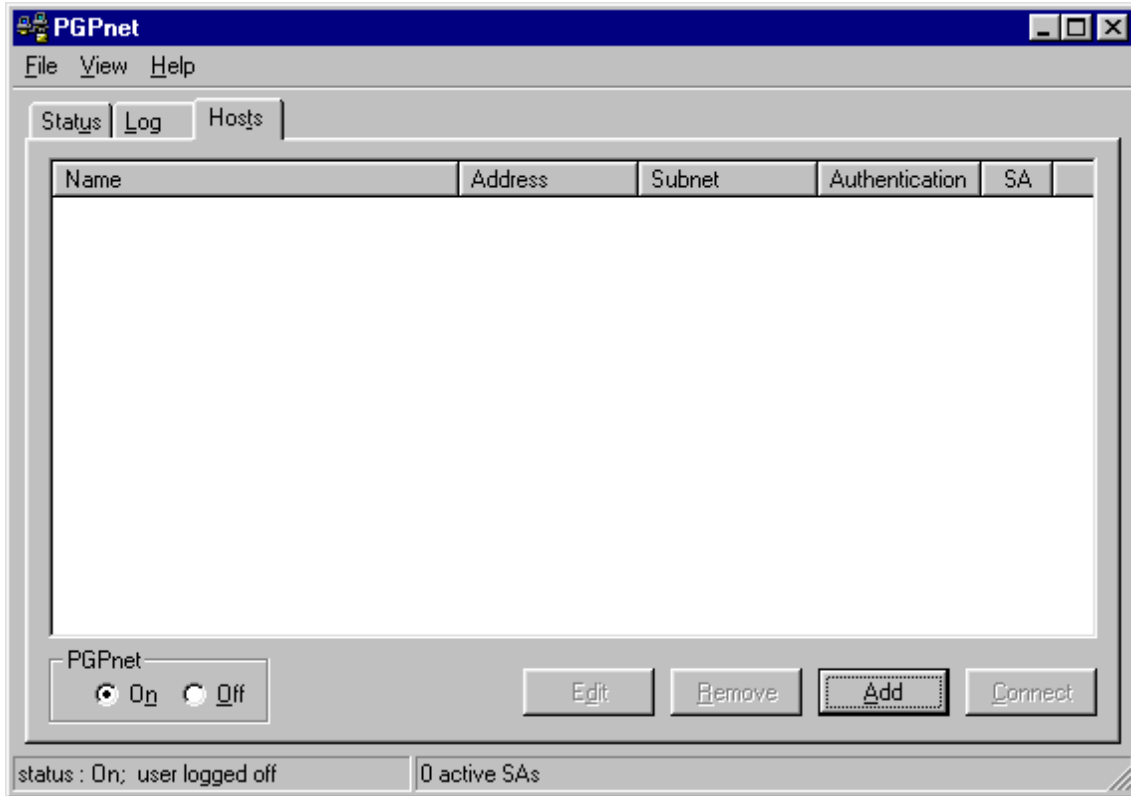 PGPnet
File View Help
Status Log Hosts
Name Address Subnet Authentication SA
PGPnet
On Off Edit Remove Add Connect
status : On; user logged off 0 active SAs